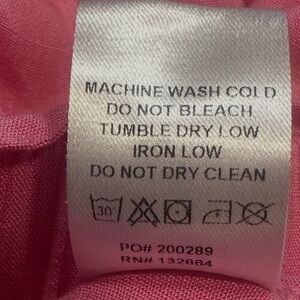 MACHINE WASH COLD
DO NOT BLEACH
TUMBLE DRY LOW
IRON LOW
DO NOT DRY CLEAN
30
PO# 200289
RN# 132664